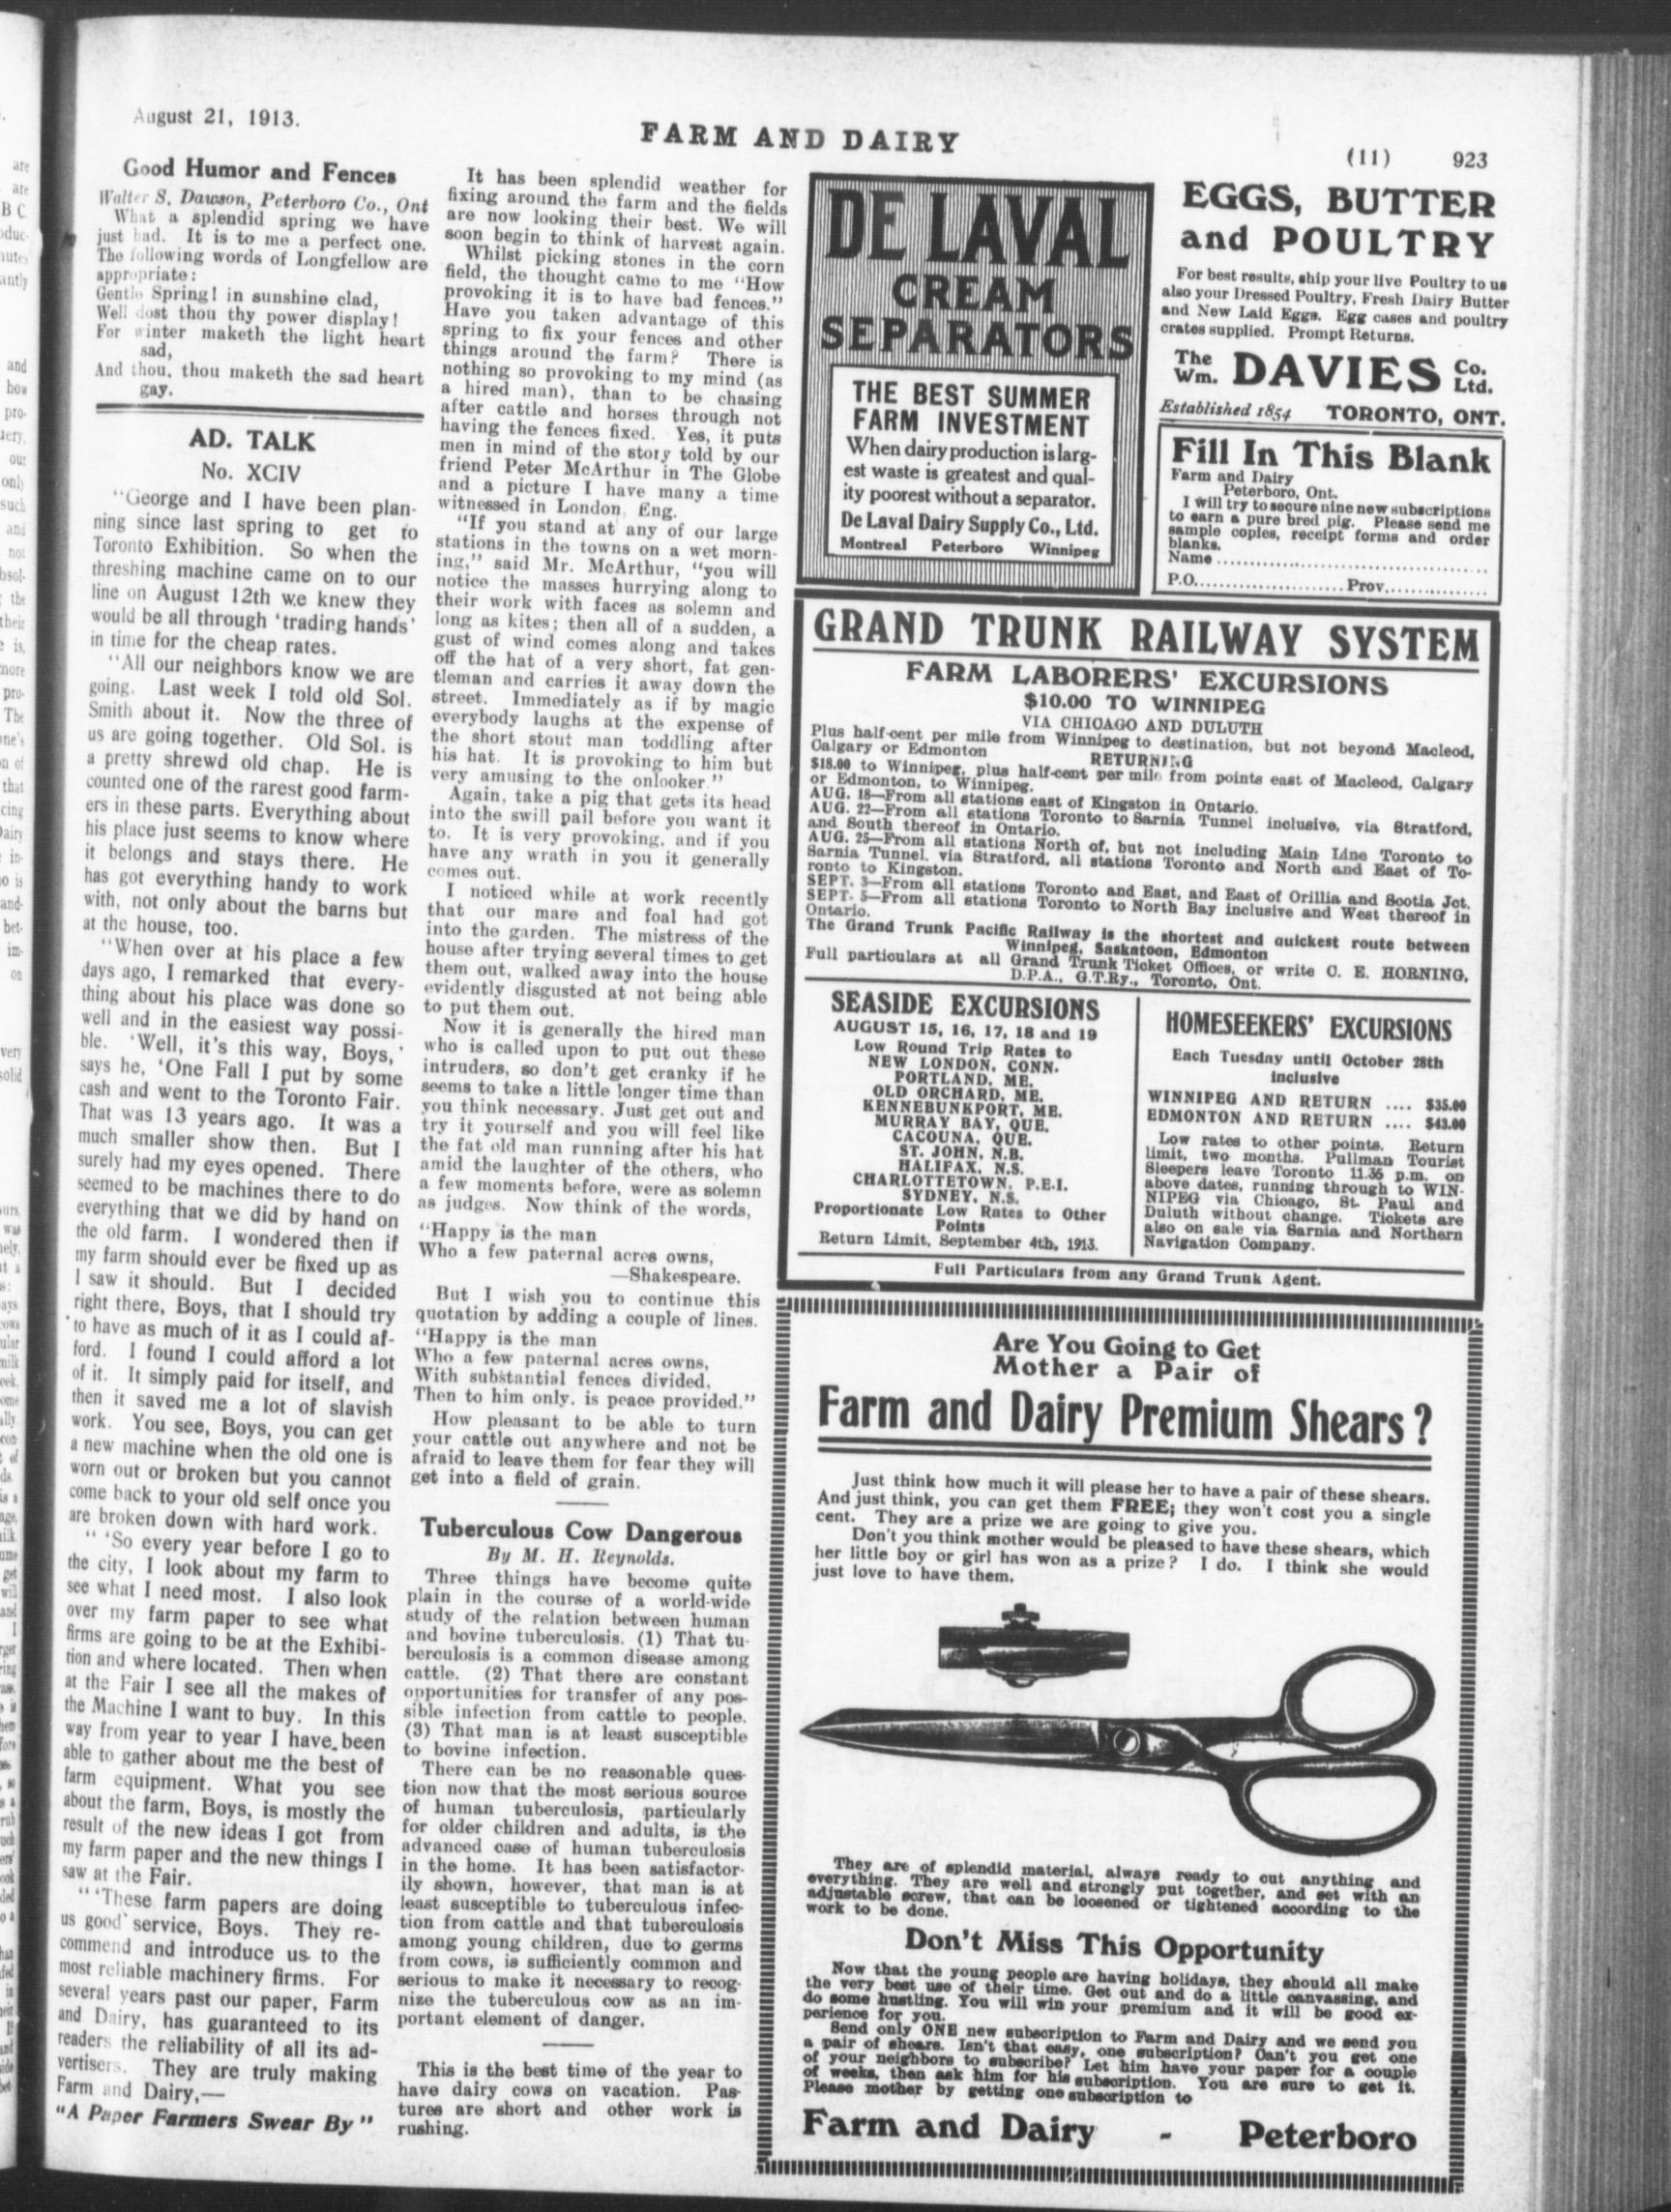 August 21, 1913.
FARM AND DAIRY
(11) 923
Good Humor and Fences
Walter S. Dawson, Peterboro Co., Ont
What a splendid spring we have
just had. It is to me a perfect one.
The following words of Longfellow are
appropriate:
Gentle Spring! in sunshine clad,
Well dost thou thy power display!
For winter maketh the light heart
sad,
And thou, thou maketh the sad heart
gay.
AD. TALK
No. XCIV
"George and I have been plan-
ning since last spring to get to
Toronto Exhibition. So when the
threshing machine came on to our
line on August 12th we knew they
would be all through 'trading hands'
in time for the cheap rates.
"All our neighbors know we are
going. Last week I told old Sol.
Smith about it. Now the three of
us are going together. Old Sol. is
a pretty shrewd old chap. He is
counted one of the rarest good farm-
ers in these parts. Everything about
his place just seems to know where
it belongs and stays there. He
has got everything handy to work
with, not only about the barns but
at the house, too.
"When over at his place a few
days ago, I remarked that every-
thing about his place was done so
well and in the easiest way possi-
ble. 'Well, it's this way, Boys,'
says he, 'One Fall I put by some
cash and went to the Toronto Fair.
That was 13 years ago. It was a
much smaller show then. But I
surely had my eyes opened. There
seemed to be machines there to do
everything that we did by hand on
the old farm. I wondered then if
my farm should ever be fixed up as
I saw it should. But I decided
right there, Boys, that I should try
to have as much of it as I could af-
ford. I found I could afford a lot
of it. It simply paid for itself, and
then it saved me a lot of slavish
work. You see, Boys, you can get
a new machine when the old one is
worn out or broken but you cannot
come back to your old self once you
are broken down with hard work.
" 'So every year before I go to
the city, I look about my farm to
see what I need most. I also look
over my farm paper to see what
firms are going to be at the Exhibi-
tion and where located. Then when
at the Fair I see all the makes of
the Machine I want to buy. In this
way from year to year I have been
able to gather about me the best of
farm equipment. What you see
about the farm, Boys, is mostly the
result of the new ideas I got from
my farm paper and the new things I
saw at the Fair.
" 'These farm papers are doing
us good service, Boys. They re-
commend and introduce us to the
most reliable machinery firms. For
several years past our paper, Farm
and Dairy, has guaranteed to its
readers the reliability of all its ad-
vertisers. They are truly making
Farm and Dairy,—
"A Paper Farmers Swear By"
It has been splendid weather for
fixing around the farm and the fields
are now looking their best. We will
soon begin to think of harvest again.
Whilst picking stones in the corn
field, the thought came to me "How
provoking it is to have bad fences."
Have you taken advantage of this
spring to fix your fences and other
things around the farm? There is
nothing so provoking to my mind (as
a hired man), than to be chasing
after cattle and horses through not
having the fences fixed. Yes, it puts
men in mind of the story told by our
friend Peter McArthur in The Globe
and a picture I have many a time
witnessed in London, Eng.
"If you stand at any of our large
stations in the towns on a wet morn-
ing," said Mr. McArthur, "you will
notice the masses hurrying along to
their work with faces as solemn and
long as kites; then all of a sudden, a
gust of wind comes along and takes
off the hat of a very short, fat gen-
tleman and carries it away down the
street. Immediately as if by magic
everybody laughs at the expense of
the short stout man toddling after
his hat. It is provoking to him but
very amusing to the onlooker."
Again, take a pig that gets its head
into the swill pail before you want it
to. It is very provoking, and if you
have any wrath in you it generally
comes out.
I noticed while at work recently
that our mare and foal had got
into the garden. The mistress of the
house after trying several times to get
them out, walked away into the house
evidently disgusted at not being able
to put them out.
Now it is generally the hired man
who is called upon to put out these
intruders, so don't get cranky if he
seems to take a little longer time than
you think necessary. Just get out and
try it yourself and you will feel like
the fat old man running after his hat
amid the laughter of the others, who
a few moments before, were as solemn
as judges. Now think of the words,
"Happy is the man
Who a few paternal acres owns,
—Shakespeare.
But I wish you to continue this
quotation by adding a couple of lines.
"Happy is the man
Who a few paternal acres owns,
With substantial fences divided,
Then to him only. is peace provided."
How pleasant to be able to turn
your cattle out anywhere and not be
afraid to leave them for fear they will
get into a field of grain.
Tuberculous Cow Dangerous
By M. H. Reynolds.
Three things have become quite
plain in the course of a world-wide
study of the relation between human
and bovine tuberculosis. (1) That tu-
berculosis is a common disease among
cattle. (2) That there are constant
opportunities for transfer of any pos-
sible infection from cattle to people.
(3) That man is at least susceptible
to bovine infection.
There can be no reasonable ques-
tion now that the most serious source
of human tuberculosis, particularly
for older children and adults, is the
advanced case of human tuberculosis
in the home. It has been satisfactor-
ily shown, however, that man is at
least susceptible to tuberculous infec-
tion from cattle and that tuberculosis
among young children, due to germs
from cows, is sufficiently common and
serious to make it necessary to recog-
nize the tuberculous cow as an im-
portant element of danger.
This is the best time of the year to
have dairy cows on vacation. Pas-
tures are short and other work is
rushing.
DE LAVAL
CREAM
SEPARATORS
THE BEST SUMMER
FARM INVESTMENT
When dairy production is larg-
est waste is greatest and qual-
ity poorest without a separator.
De Laval Dairy Supply Co., Ltd.
Montreal Peterboro Winnipeg
EGGS, BUTTER
and POULTRY
For best results, ship your live Poultry to us
also your Dressed Poultry, Fresh Dairy Butter
and New Laid Eggs. Egg cases and poultry
crates supplied. Prompt Returns.
The Wm. DAVIES Co. Ltd.
Established 1854 TORONTO, ONT.
Fill In This Blank
Farm and Dairy
Peterboro, Ont.
I will try to secure nine new subscriptions
to earn a pure bred pig. Please send me
sample copies, receipt forms and order
blanks.
Name ........................................
P.O...................... Prov................
GRAND TRUNK RAILWAY SYSTEM
FARM LABORERS' EXCURSIONS
$10.00 TO WINNIPEG
VIA CHICAGO AND DULUTH
Plus half-cent per mile from Winnipeg to destination, but not beyond Macleod,
Calgary or Edmonton
RETURNING
$18.00 to Winnipeg, plus half-cent per mile from points east of Macleod, Calgary
or Edmonton, to Winnipeg.
AUG. 18—From all stations east of Kingston in Ontario.
AUG. 22—From all stations Toronto to Sarnia Tunnel inclusive, via Stratford,
and South thereof in Ontario.
AUG. 25—From all stations North of, but not including Main Line Toronto to
Sarnia Tunnel, via Stratford, all stations Toronto and North and East of To-
ronto to Kingston.
SEPT. 3—From all stations Toronto and East, and East of Orillia and Scotia Jct.
SEPT. 5—From all stations Toronto to North Bay inclusive and West thereof in
Ontario.
The Grand Trunk Pacific Railway is the shortest and quickest route between
Winnipeg, Saskatoon, Edmonton
Full particulars at all Grand Trunk Ticket Offices, or write C. E. HORNING,
D.P.A., G.T.Ry., Toronto, Ont.
SEASIDE EXCURSIONS
AUGUST 15, 16, 17, 18 and 19
Low Round Trip Rates to
NEW LONDON, CONN.
PORTLAND, ME.
OLD ORCHARD, ME.
KENNEBUNKPORT, ME.
MURRAY BAY, QUE.
CACOUNA, QUE.
ST. JOHN, N.B.
HALIFAX, N.S.
CHARLOTTETOWN, P.E.I.
SYDNEY, N.S.
Proportionate Low Rates to Other
Points
Return Limit, September 4th, 1913.
HOMESEEKERS' EXCURSIONS
Each Tuesday until October 28th
inclusive
WINNIPEG AND RETURN .... $35.00
EDMONTON AND RETURN .... $43.00
Low rates to other points. Return
limit, two months. Pullman Tourist
Sleepers leave Toronto 11.35 p.m. on
above dates, running through to WIN-
NIPEG via Chicago, St. Paul and
Duluth without change. Tickets are
also on sale via Sarnia and Northern
Navigation Company.
Full Particulars from any Grand Trunk Agent.
Are You Going to Get
Mother a Pair of
Farm and Dairy Premium Shears?
Just think how much it will please her to have a pair of these shears.
And just think, you can get them FREE; they won't cost you a single
cent. They are a prize we are going to give you.
Don't you think mother would be pleased to have these shears, which
her little boy or girl has won as a prize? I do. I think she would
just love to have them.
They are of splendid material, always ready to cut anything and
everything. They are well and strongly put together, and set with an
adjustable screw, that can be loosened or tightened according to the
work to be done.
Don't Miss This Opportunity
Now that the young people are having holidays, they should all make
the very best use of their time. Get out and do a little canvassing, and
do some hustling. You will win your premium and it will be good ex-
perience for you.
Send only ONE new subscription to Farm and Dairy and we send you
a pair of shears. Isn't that easy, one subscription? Can't you get one
of your neighbors to subscribe? Let him have your paper for a couple
of weeks, then ask him for his subscription. You are sure to get it.
Please mother by getting one subscription to
Farm and Dairy - Peterboro